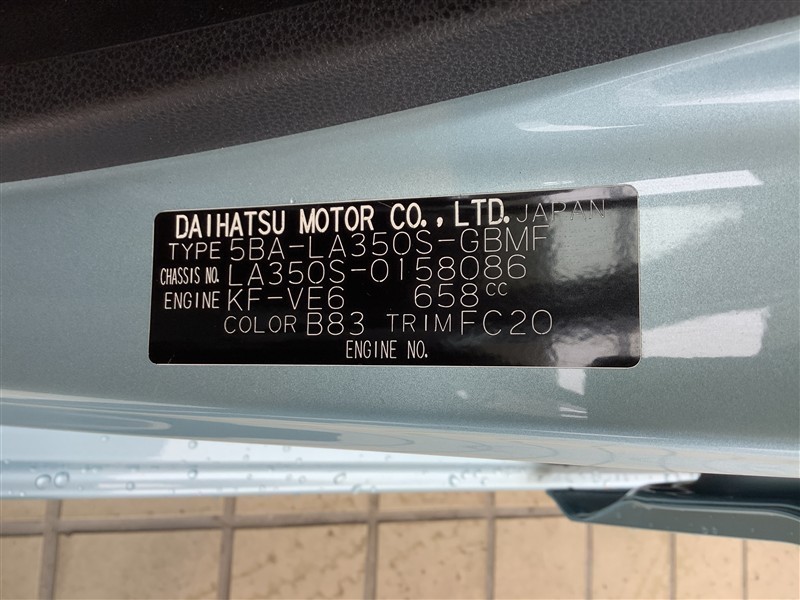 DAIHATSU MOTOR CO., LTD. JAPAN
TYPE 5BA-LA350S-GBMF
CHASSIS NO. LA350S-0158086
ENGINE KF-VE6 658cc
COLOR B83 TRIM FC20
ENGINE NO.